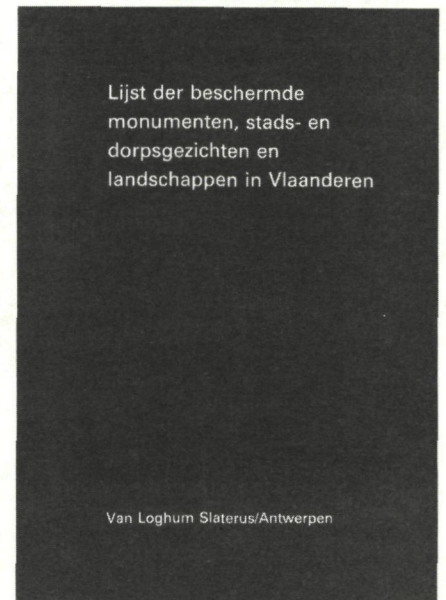 Lijst der beschermde
monumenten, stads- en
dorpsgezichten en
landschappen in Vlaanderen
Van Loghum Slaterus/Antwerpen